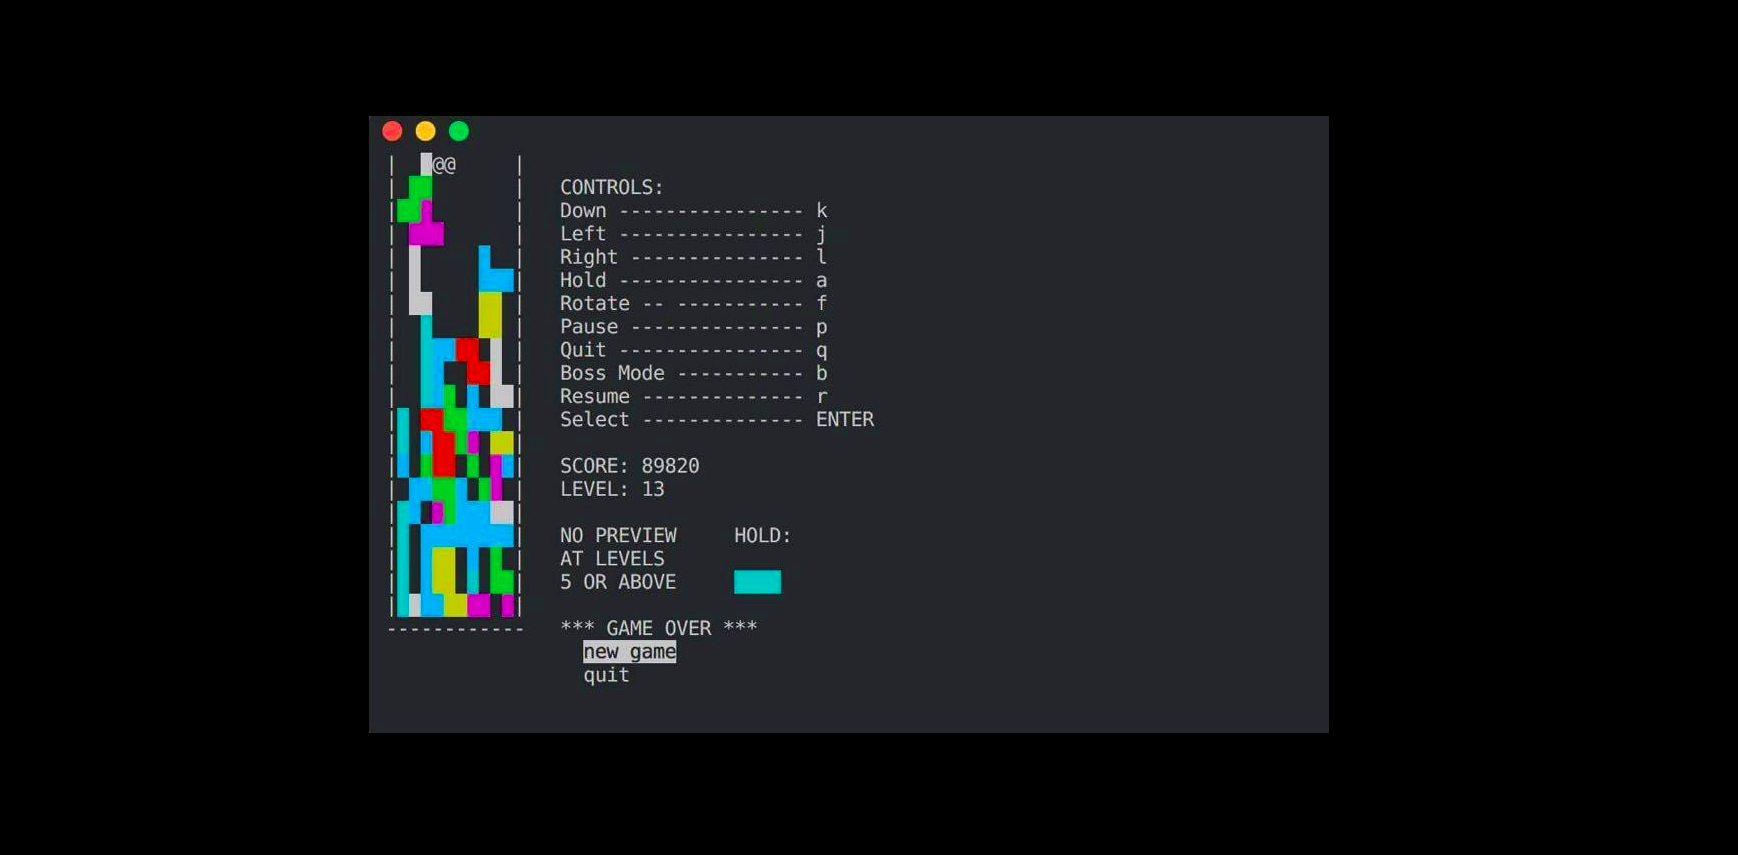 @@
CONTROLS:
Down ---------------- k
Left ---------------- j
Right --------------- l
Hold ---------------- a
Rotate -- ----------- f
Pause --------------- p
Quit ---------------- q
Boss Mode ----------- b
Resume -------------- r
Select -------------- ENTER
SCORE: 89820
LEVEL: 13
NO PREVIEW     HOLD:
AT LEVELS
5 OR ABOVE
*** GAME OVER ***
new game
quit